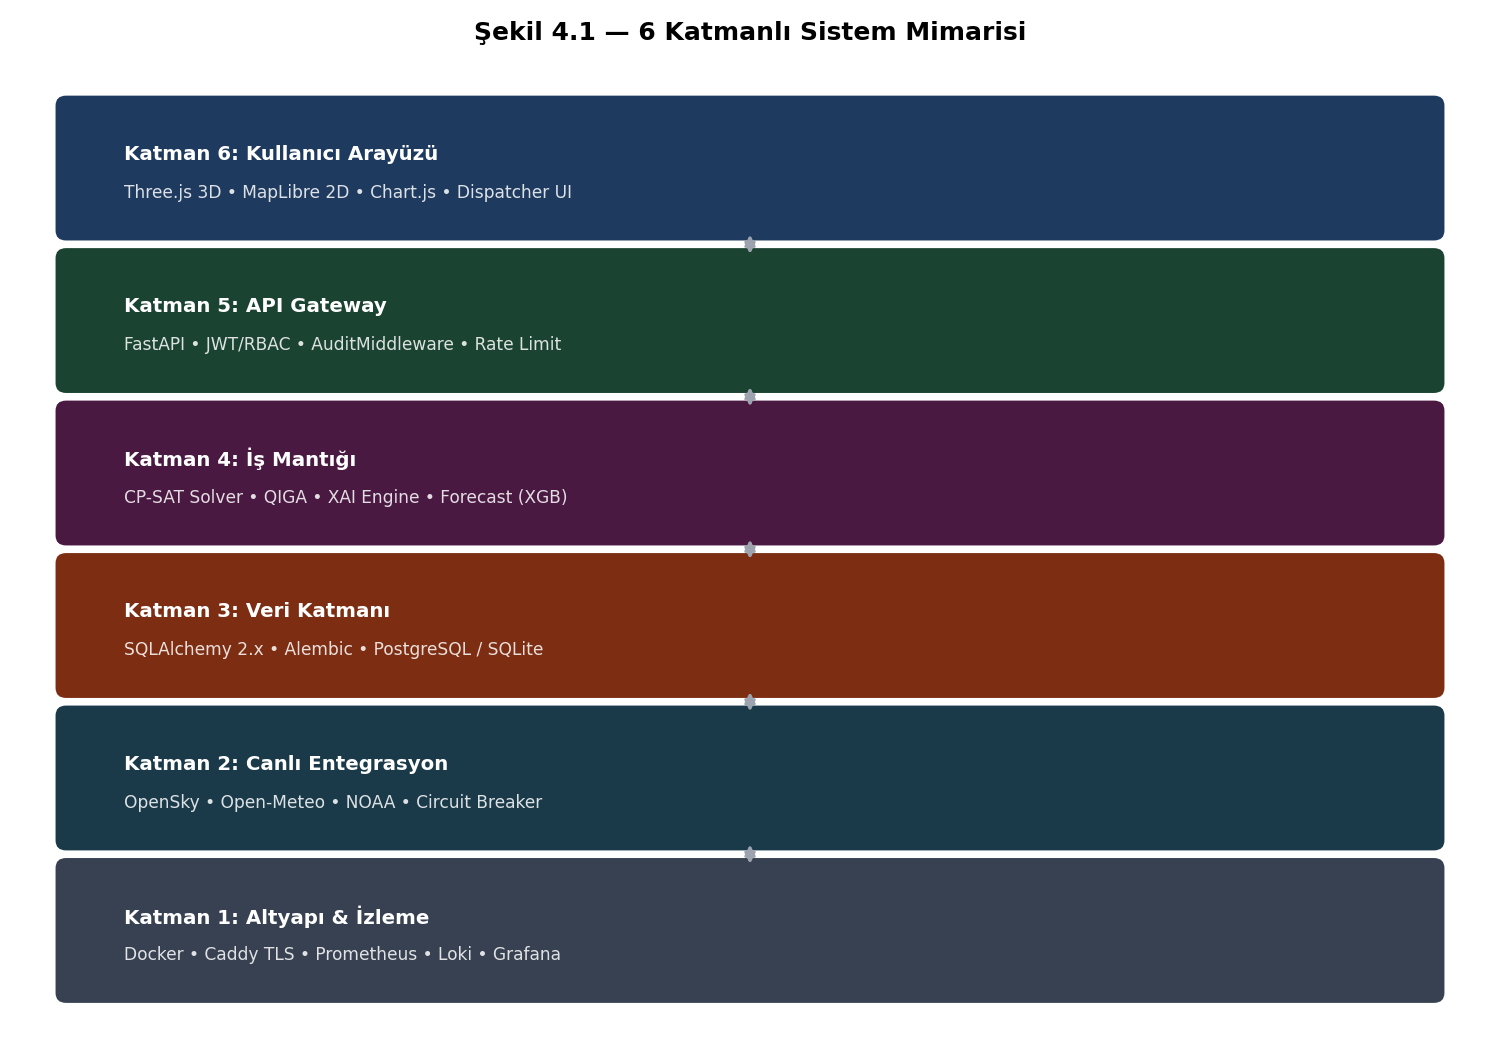 Şekil 4.1 — 6 Katmanlı Sistem Mimarisi
Katman 6: Kullanıcı Arayüzü
Three.js 3D • MapLibre 2D • Chart.js • Dispatcher UI
Katman 5: API Gateway
FastAPI • JWT/RBAC • AuditMiddleware • Rate Limit
Katman 4: İş Mantığı
CP-SAT Solver • QIGA • XAI Engine • Forecast (XGB)
Katman 3: Veri Katmanı
SQLAlchemy 2.x • Alembic • PostgreSQL / SQLite
Katman 2: Canlı Entegrasyon
OpenSky • Open-Meteo • NOAA • Circuit Breaker
Katman 1: Altyapı & İzleme
Docker • Caddy TLS • Prometheus • Loki • Grafana